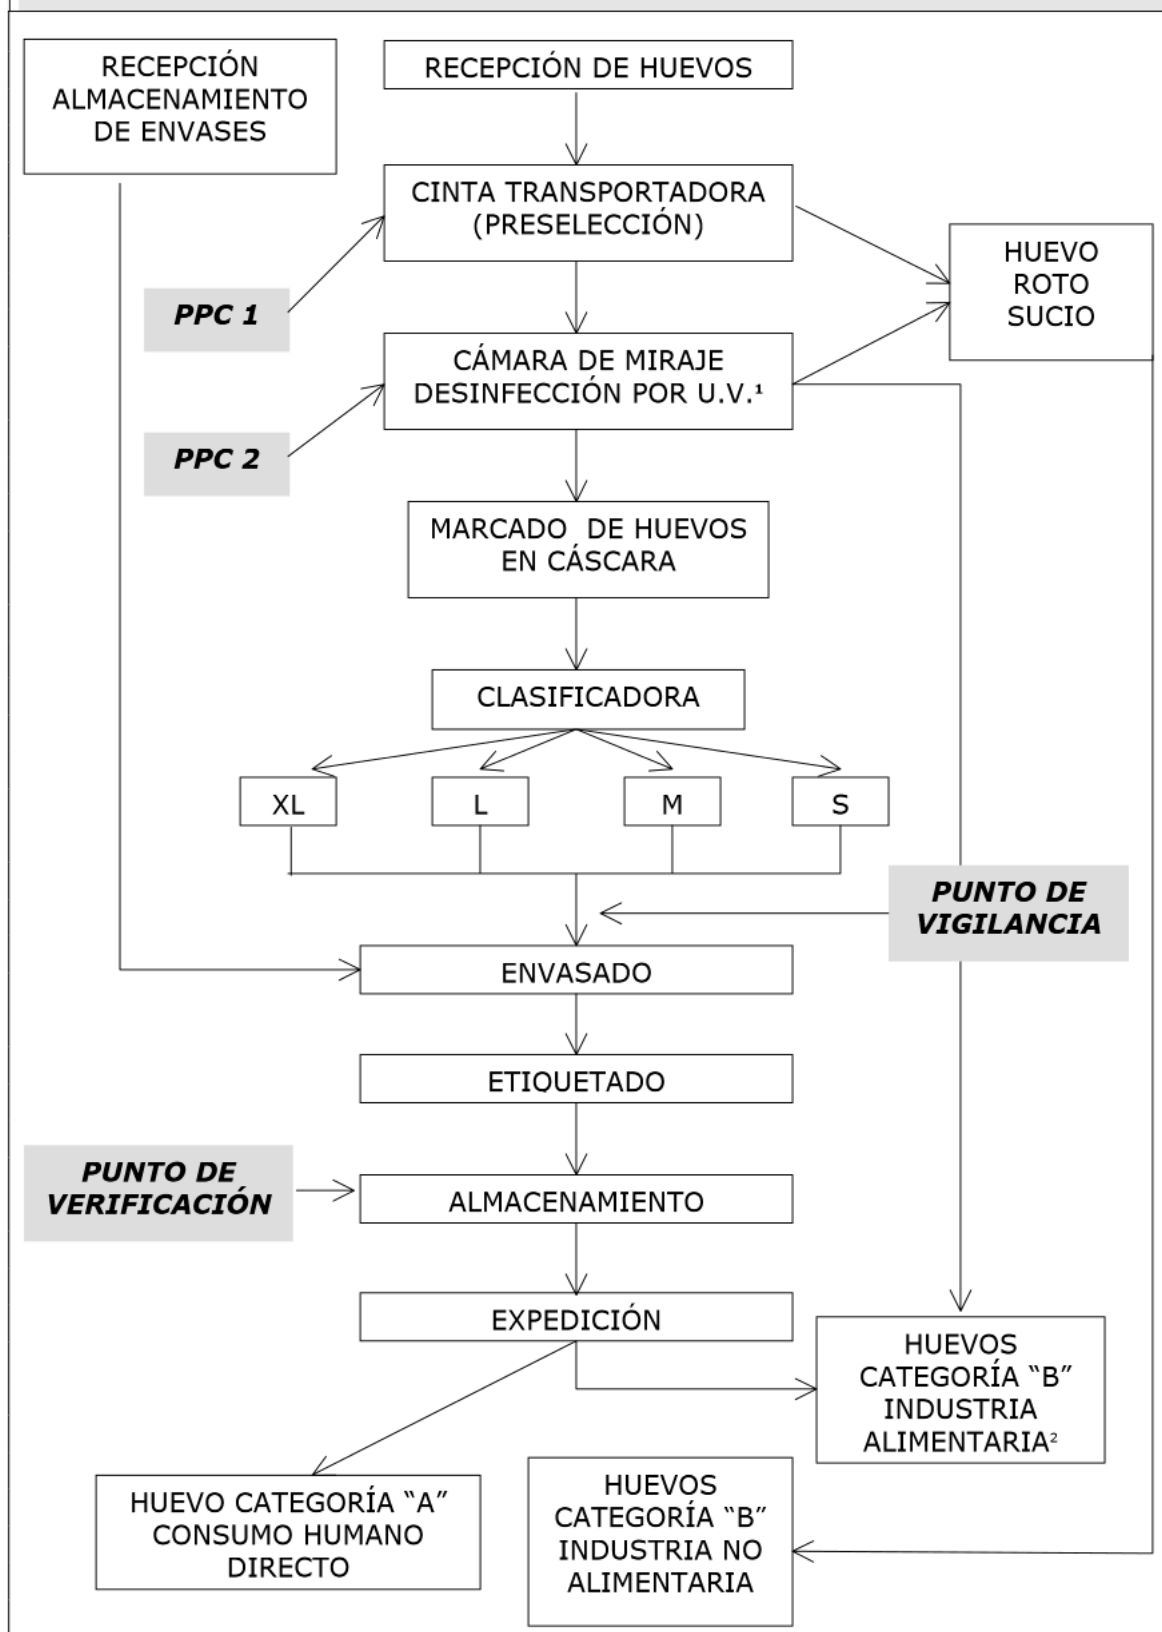 RECEPCIÓN
ALMACENAMIENTO
DE ENVASES
RECEPCIÓN DE HUEVOS
CINTA TRANSPORTADORA
(PRESELECCIÓN)
HUEVO
ROTO
SUCIO
PPC 1
CÁMARA DE MIRAJE
DESINFECCIÓN POR U.V.¹
PPC 2
MARCADO DE HUEVOS
EN CÁSCARA
CLASIFICADORA
XL
L
M
S
PUNTO DE
VIGILANCIA
ENVASADO
ETIQUETADO
PUNTO DE
VERIFICACIÓN
ALMACENAMIENTO
EXPEDICIÓN
HUEVOS
CATEGORÍA “B”
INDUSTRIA
ALIMENTARIA²
HUEVO CATEGORÍA “A”
CONSUMO HUMANO
DIRECTO
HUEVOS
CATEGORÍA “B”
INDUSTRIA NO
ALIMENTARIA